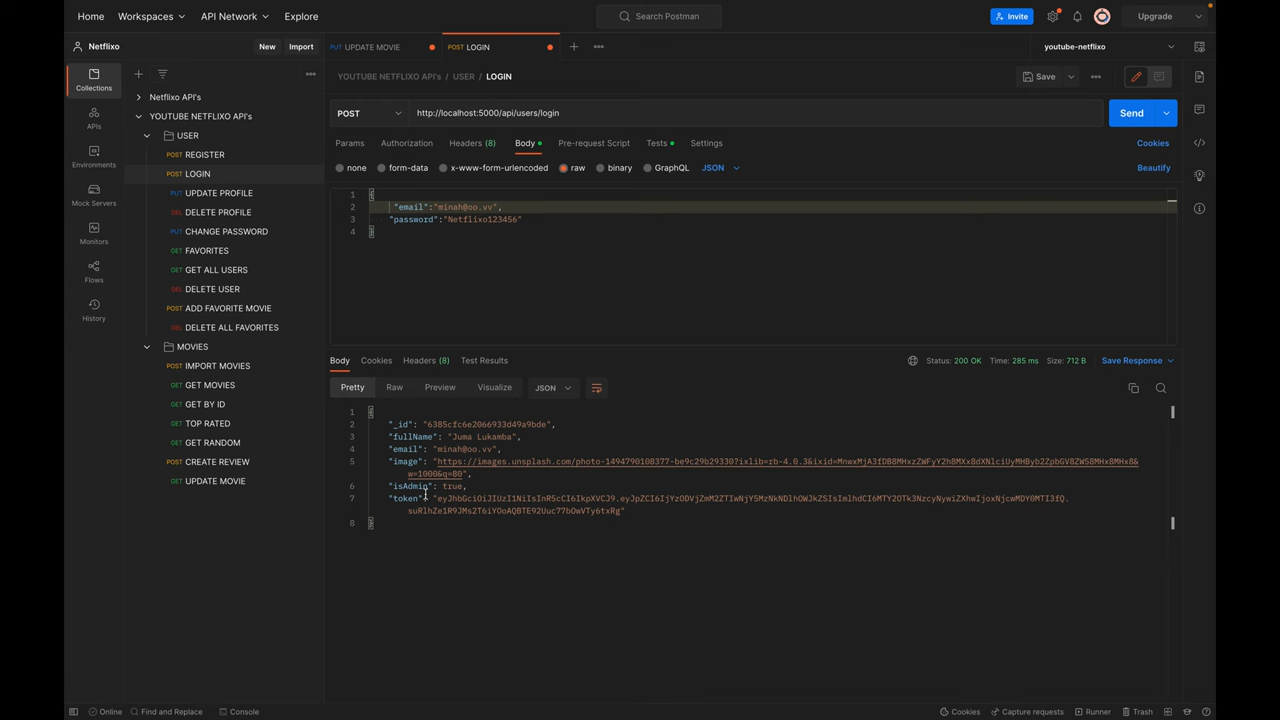 Home Workspaces API Network Explore Search Postman Invite Upgrade
Netflixo New Import PUT UPDATE MOVIE POST LOGIN youtube-netflixo
Collections
APIs
Environments
Mock Servers
Monitors
Flows
History
Netflixo API's
YOUTUBE NETFLIXO API's
USER
POST REGISTER
POST LOGIN
PUT UPDATE PROFILE
DEL DELETE PROFILE
PUT CHANGE PASSWORD
GET FAVORITES
GET GET ALL USERS
DEL DELETE USER
POST ADD FAVORITE MOVIE
DEL DELETE ALL FAVORITES
MOVIES
POST IMPORT MOVIES
GET GET MOVIES
GET GET BY ID
GET TOP RATED
GET GET RANDOM
POST CREATE REVIEW
PUT UPDATE MOVIE
YOUTUBE NETFLIXO API's / USER / LOGIN Save
POST http://localhost:5000/api/users/login Send
Params Authorization Headers (8) Body Pre-request Script Tests Settings Cookies
none form-data x-www-form-urlencoded raw binary GraphQL JSON Beautify
1 {
2 "email":"minah@oo.vv",
3 "password":"Netflixo123456"
4 }
Body Cookies Headers (8) Test Results Status: 200 OK Time: 285 ms Size: 712 B Save Response
Pretty Raw Preview Visualize JSON
1 {
2 "_id": "6385cfc6e2066933d49a9bde",
3 "fullName": "Juma Lukamba",
4 "email": "minah@oo.vv",
5 "image":
w=1000&q=80",
6 "isAdmin": true,
7 "token":
8 }
Online Find and Replace Console Cookies Capture requests Runner Trash